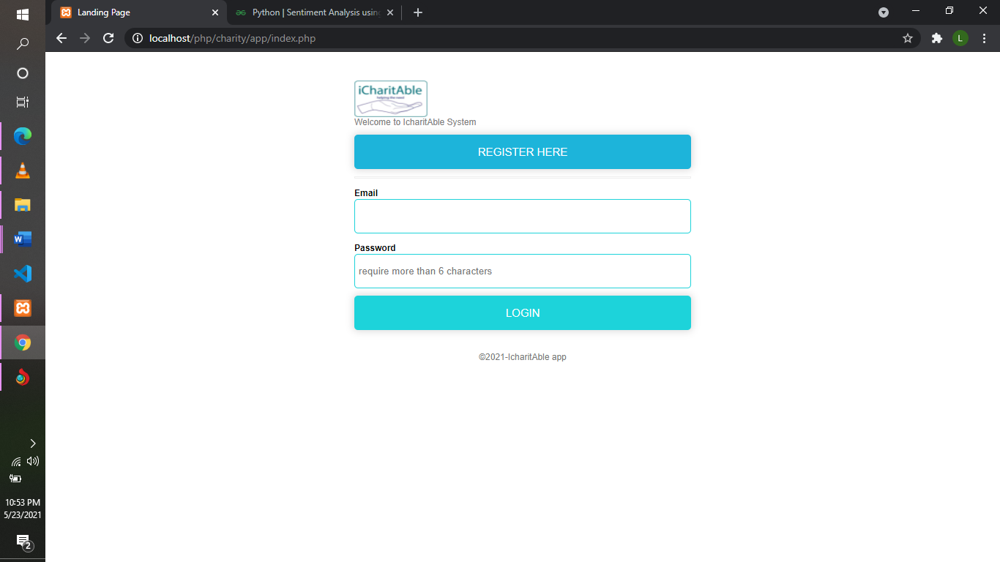 Landing Page
Python | Sentiment Analysis usin
localhost/php/charity/app/index.php
L
iCharitAble
helping the need
Welcome to IcharitAble System
REGISTER HERE
Email
Password
require more than 6 characters
LOGIN
©2021-IcharitAble app
10:53 PM
5/23/2021
2